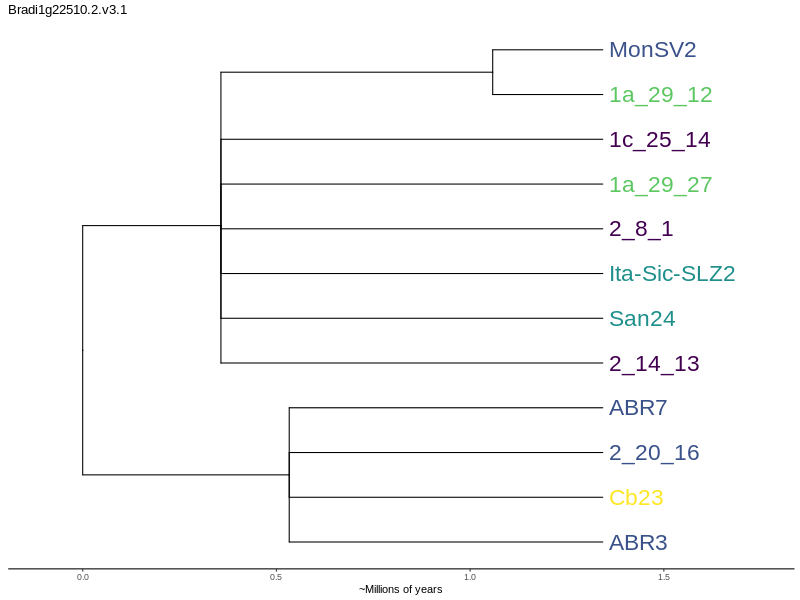 Bradi1g22510.2.v3.1
MonSV2
1a_29_12
1c_25_14
1a_29_27
2_8_1
Ita-Sic-SLZ2
San24
2_14_13
ABR7
2_20_16
Cb23
ABR3
0.0 0.5 1.0 1.5
~Millions of years